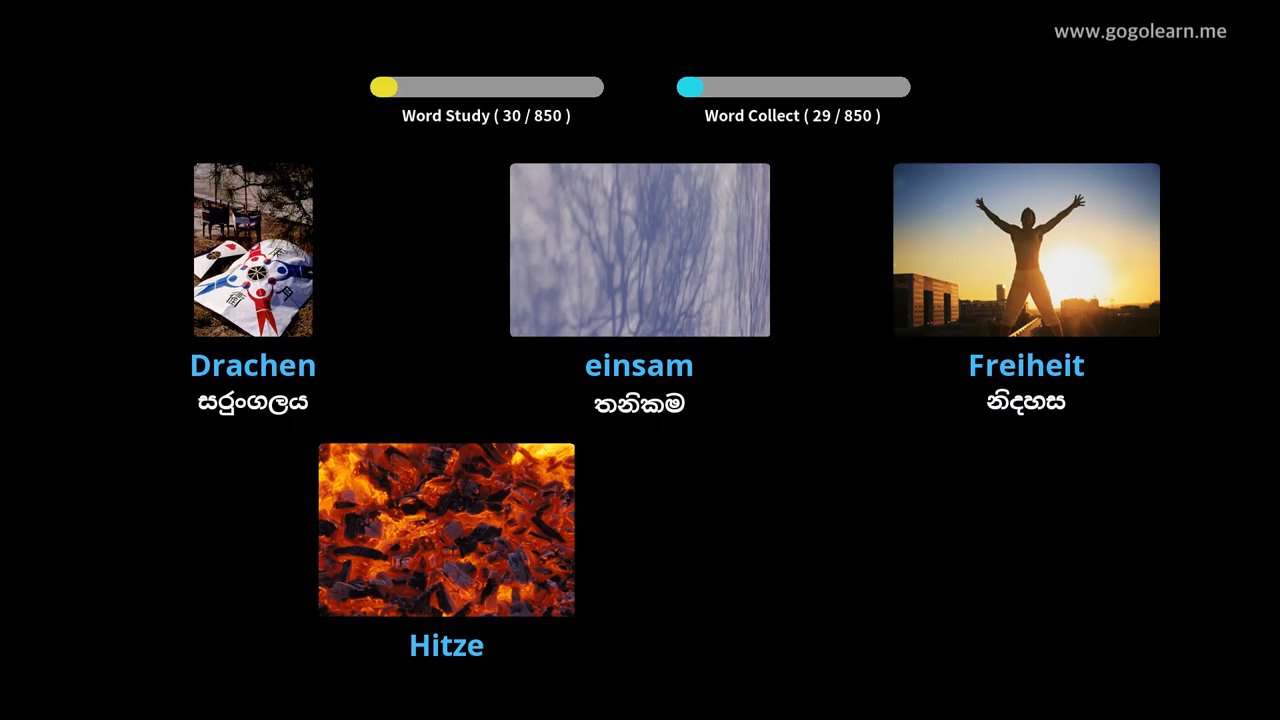 www.gogolearn.me
Word Study ( 30 / 850 )
Word Collect ( 29 / 850 )
Drachen
සරුංගලය
einsam
තනිකම
Freiheit
නිදහස
Hitze